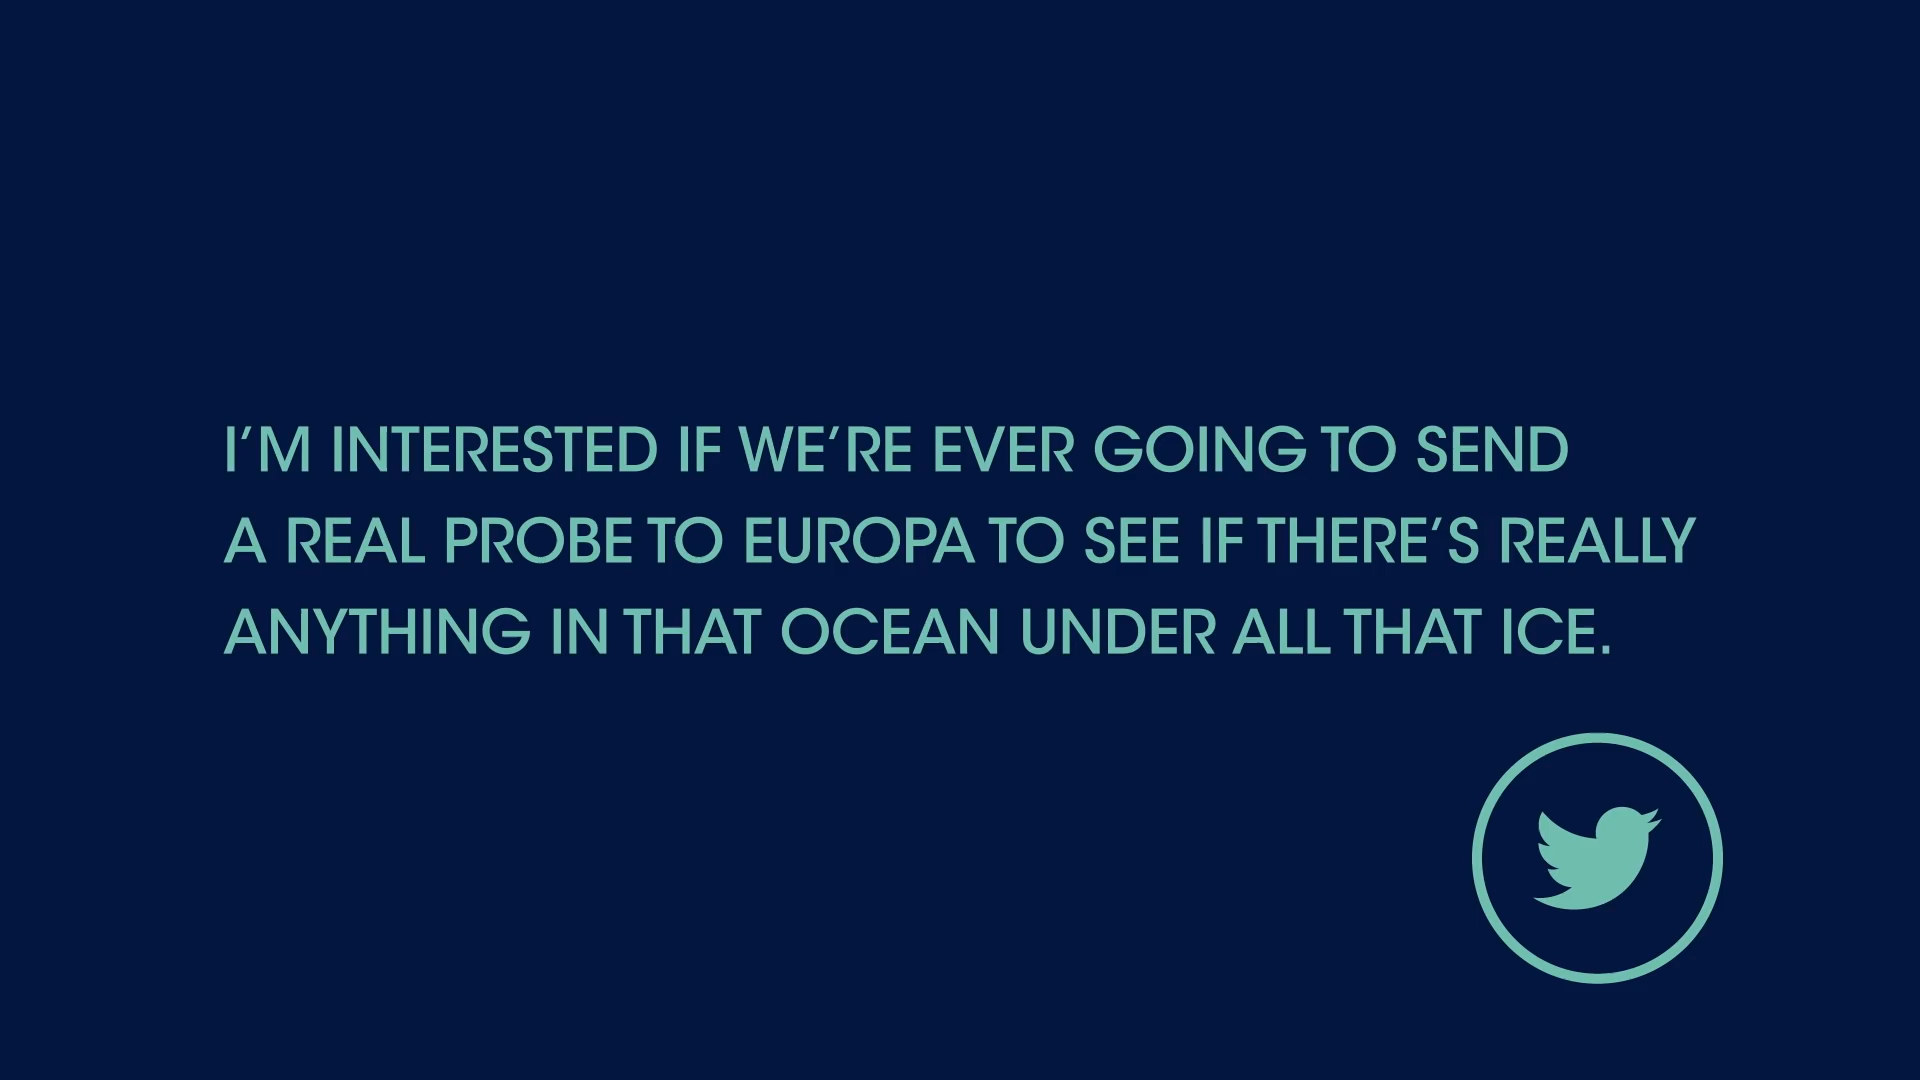 I’M INTERESTED IF WE’RE EVER GOING TO SEND
A REAL PROBE TO EUROPA TO SEE IF THERE’S REALLY
ANYTHING IN THAT OCEAN UNDER ALL THAT ICE.